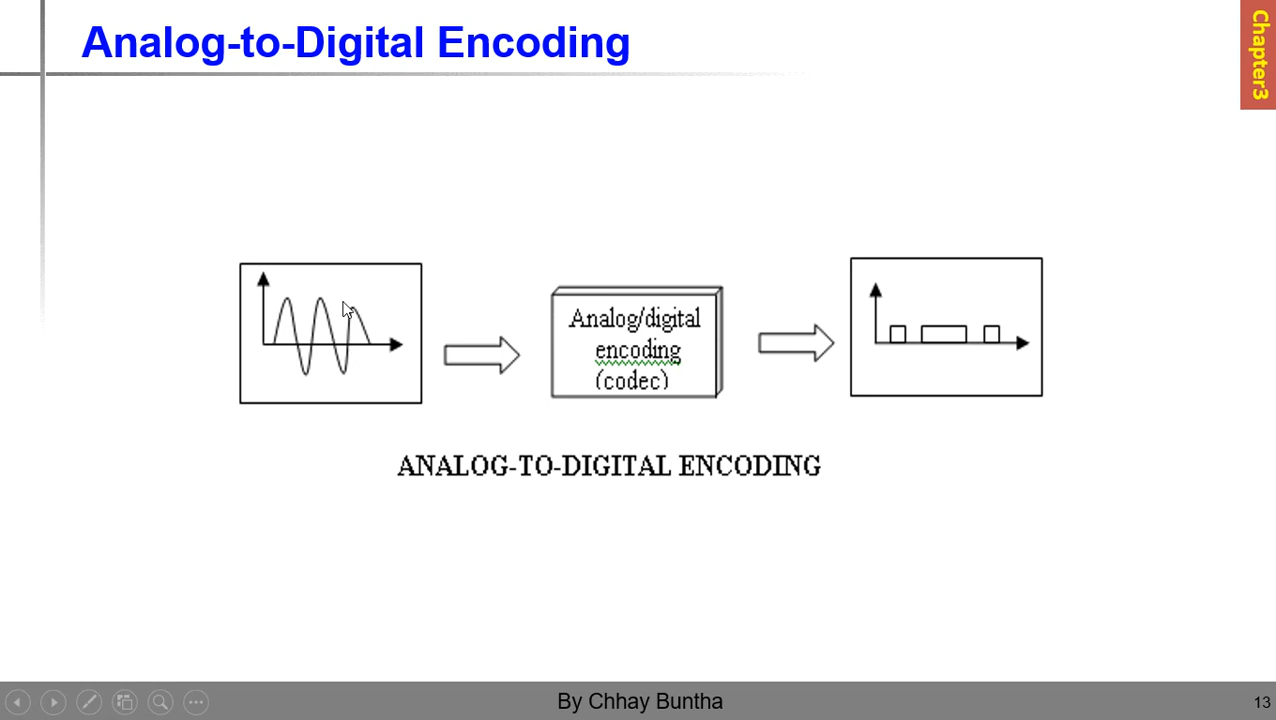 Analog-to-Digital Encoding
Chapter3
Analog/digital
encoding
(codec)
ANALOG-TO-DIGITAL ENCODING
By Chhay Buntha
13